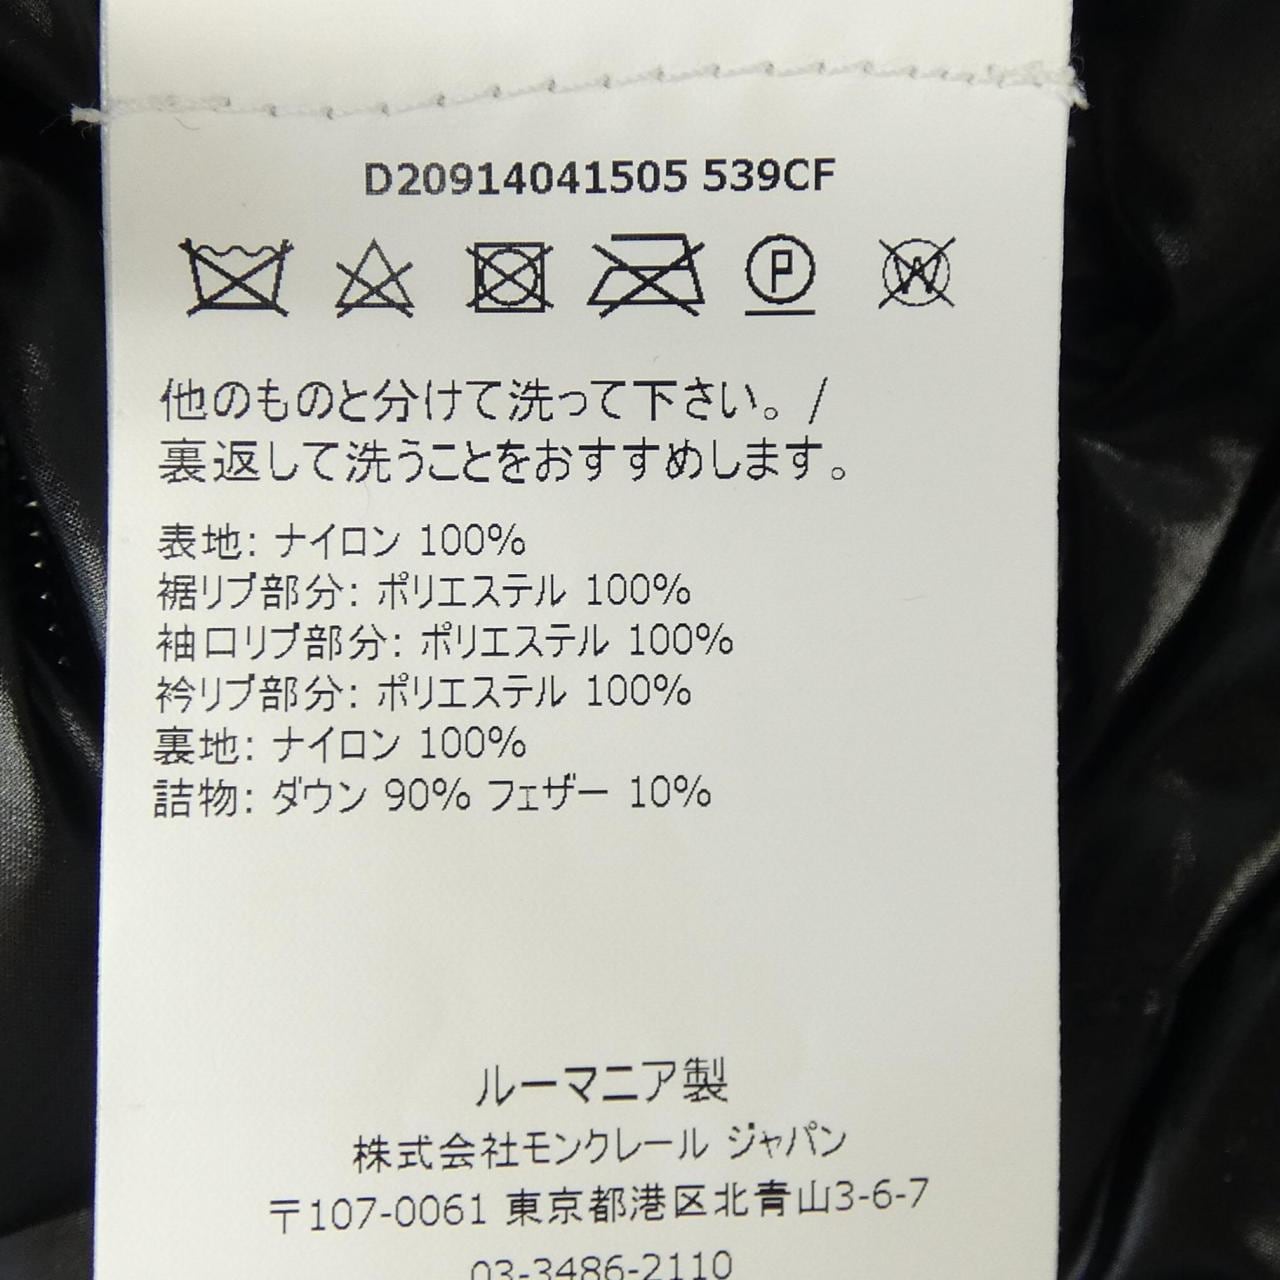 D20914041505 539CF
P W
他のものと分けて洗って下さい。/
裏返して洗うことをおすすめします。
表地: ナイロン 100%
裾リブ部分: ポリエステル 100%
袖口リブ部分: ポリエステル 100%
衿リブ部分: ポリエステル 100%
裏地: ナイロン 100%
詰物: ダウン 90% フェザー 10%
ルーマニア製
株式会社モンクレール ジャパン
〒107-0061 東京都港区北青山3-6-7
03-3486-2110